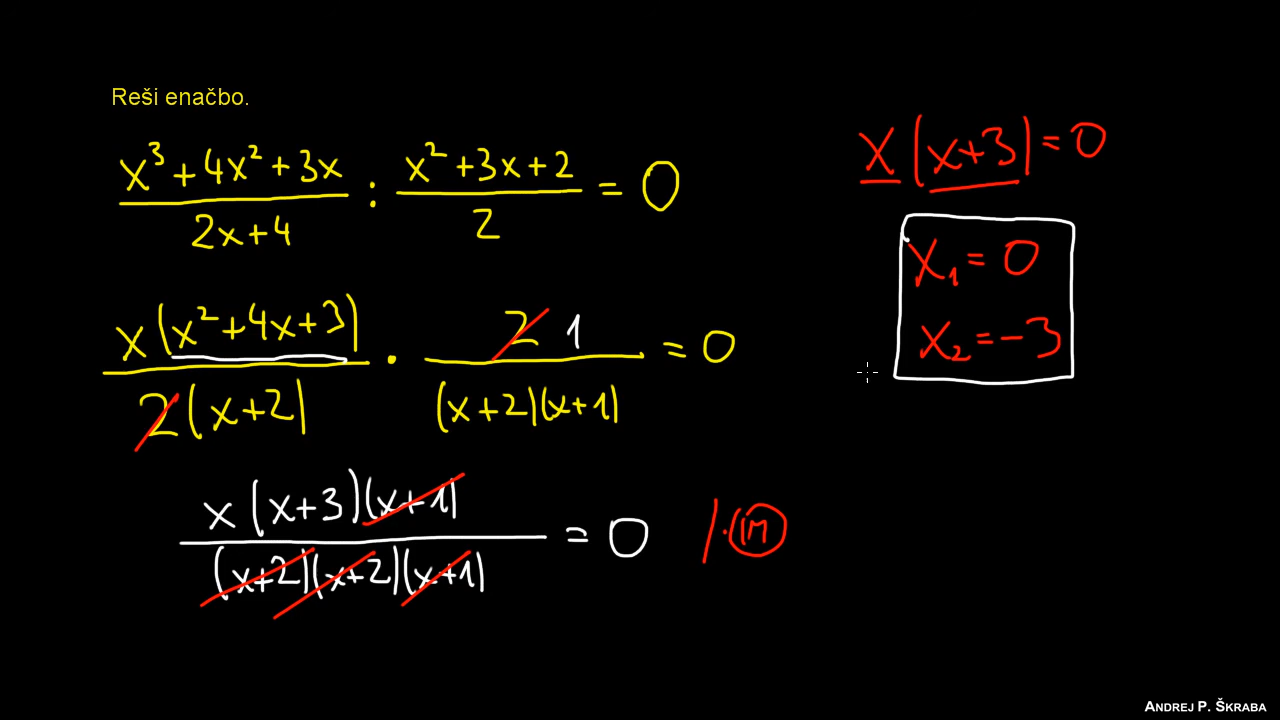 Reši enačbo.
x³+4x²+3x / 2x+4 : x²+3x+2 / 2 = 0
x(x²+4x+3) / 2(x+2) · 2 1 / (x+2)(x+1) = 0
x(x+3)(x+1) / (x+2)(x+2)(x+1) = 0 /·IM
x(x+3)=0
x₁=0
x₂=-3
ANDREJ P. ŠKRABA